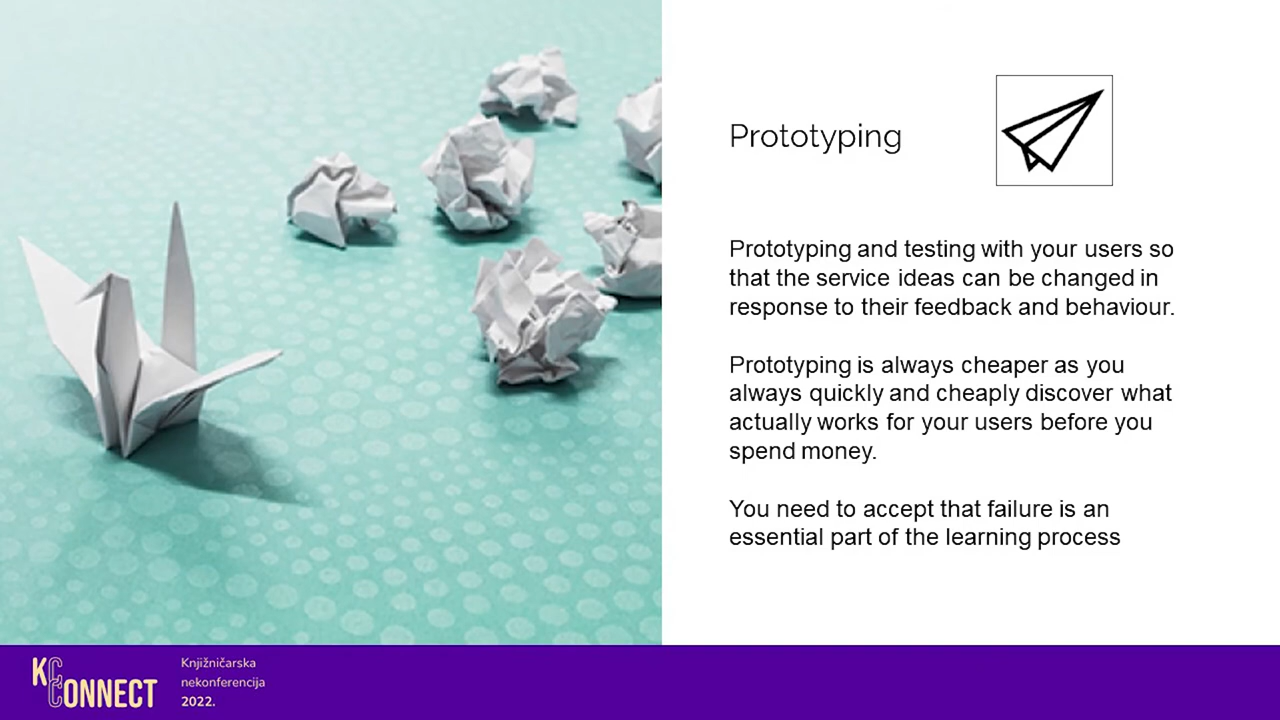 Prototyping
Prototyping and testing with your users so
that the service ideas can be changed in
response to their feedback and behaviour.
Prototyping is always cheaper as you
always quickly and cheaply discover what
actually works for your users before you
spend money.
You need to accept that failure is an
essential part of the learning process
KCCONNECT
Knjižničarska
nekonferencija
2022.